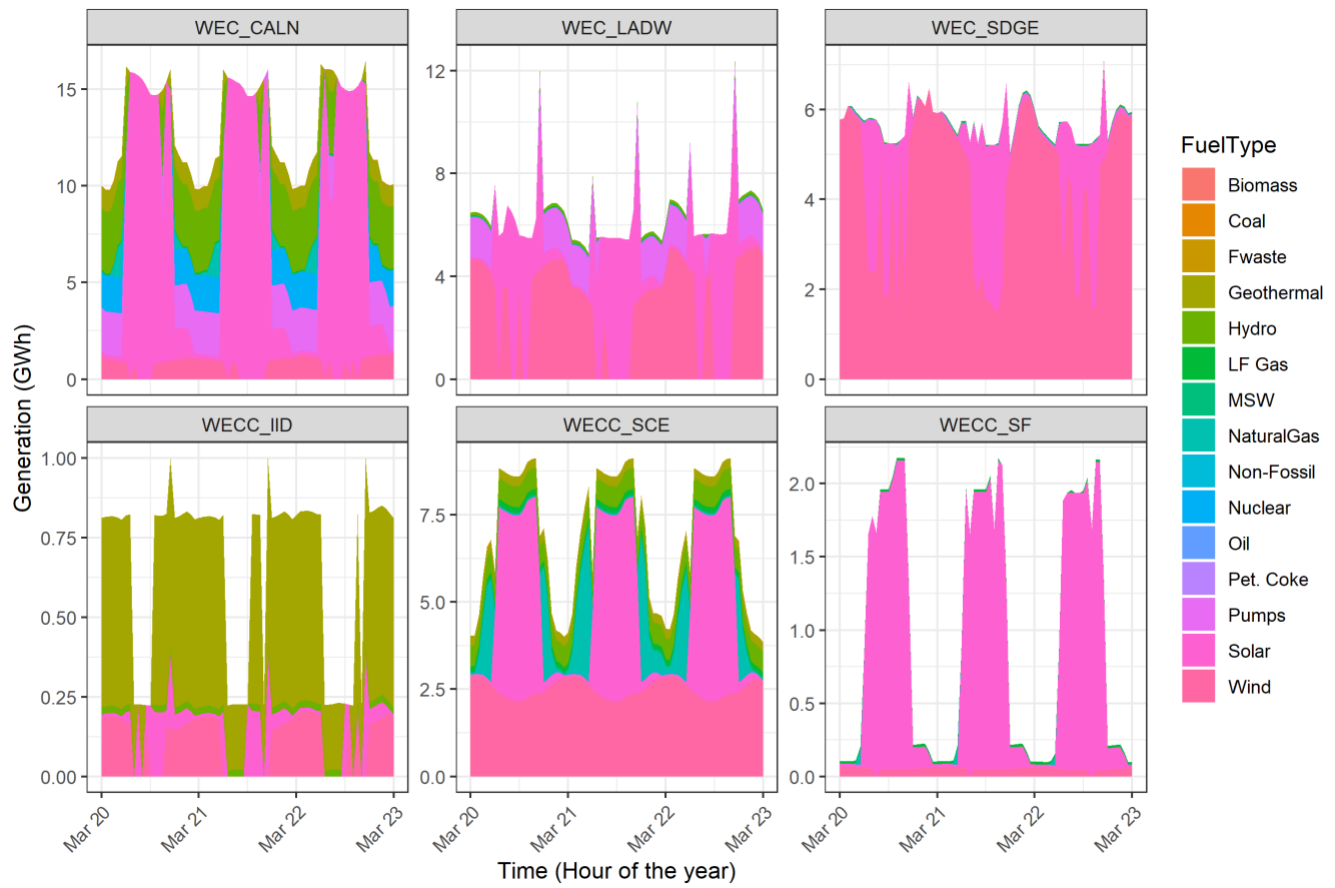 WEC_CALN
WEC_LADW
WEC_SDGE
15
10
5
0
12
8
4
0
6
4
2
0
WECC_IID
WECC_SCE
WECC_SF
1.00
0.75
0.50
0.25
0.00
7.5
5.0
2.5
0.0
2.0
1.5
1.0
0.5
0.0
Mar 20
Mar 21
Mar 22
Mar 23
Mar 20
Mar 21
Mar 22
Mar 23
Mar 20
Mar 21
Mar 22
Mar 23
Generation (GWh)
Time (Hour of the year)
FuelType
Biomass
Coal
Fwaste
Geothermal
Hydro
LF Gas
MSW
NaturalGas
Non-Fossil
Nuclear
Oil
Pet. Coke
Pumps
Solar
Wind